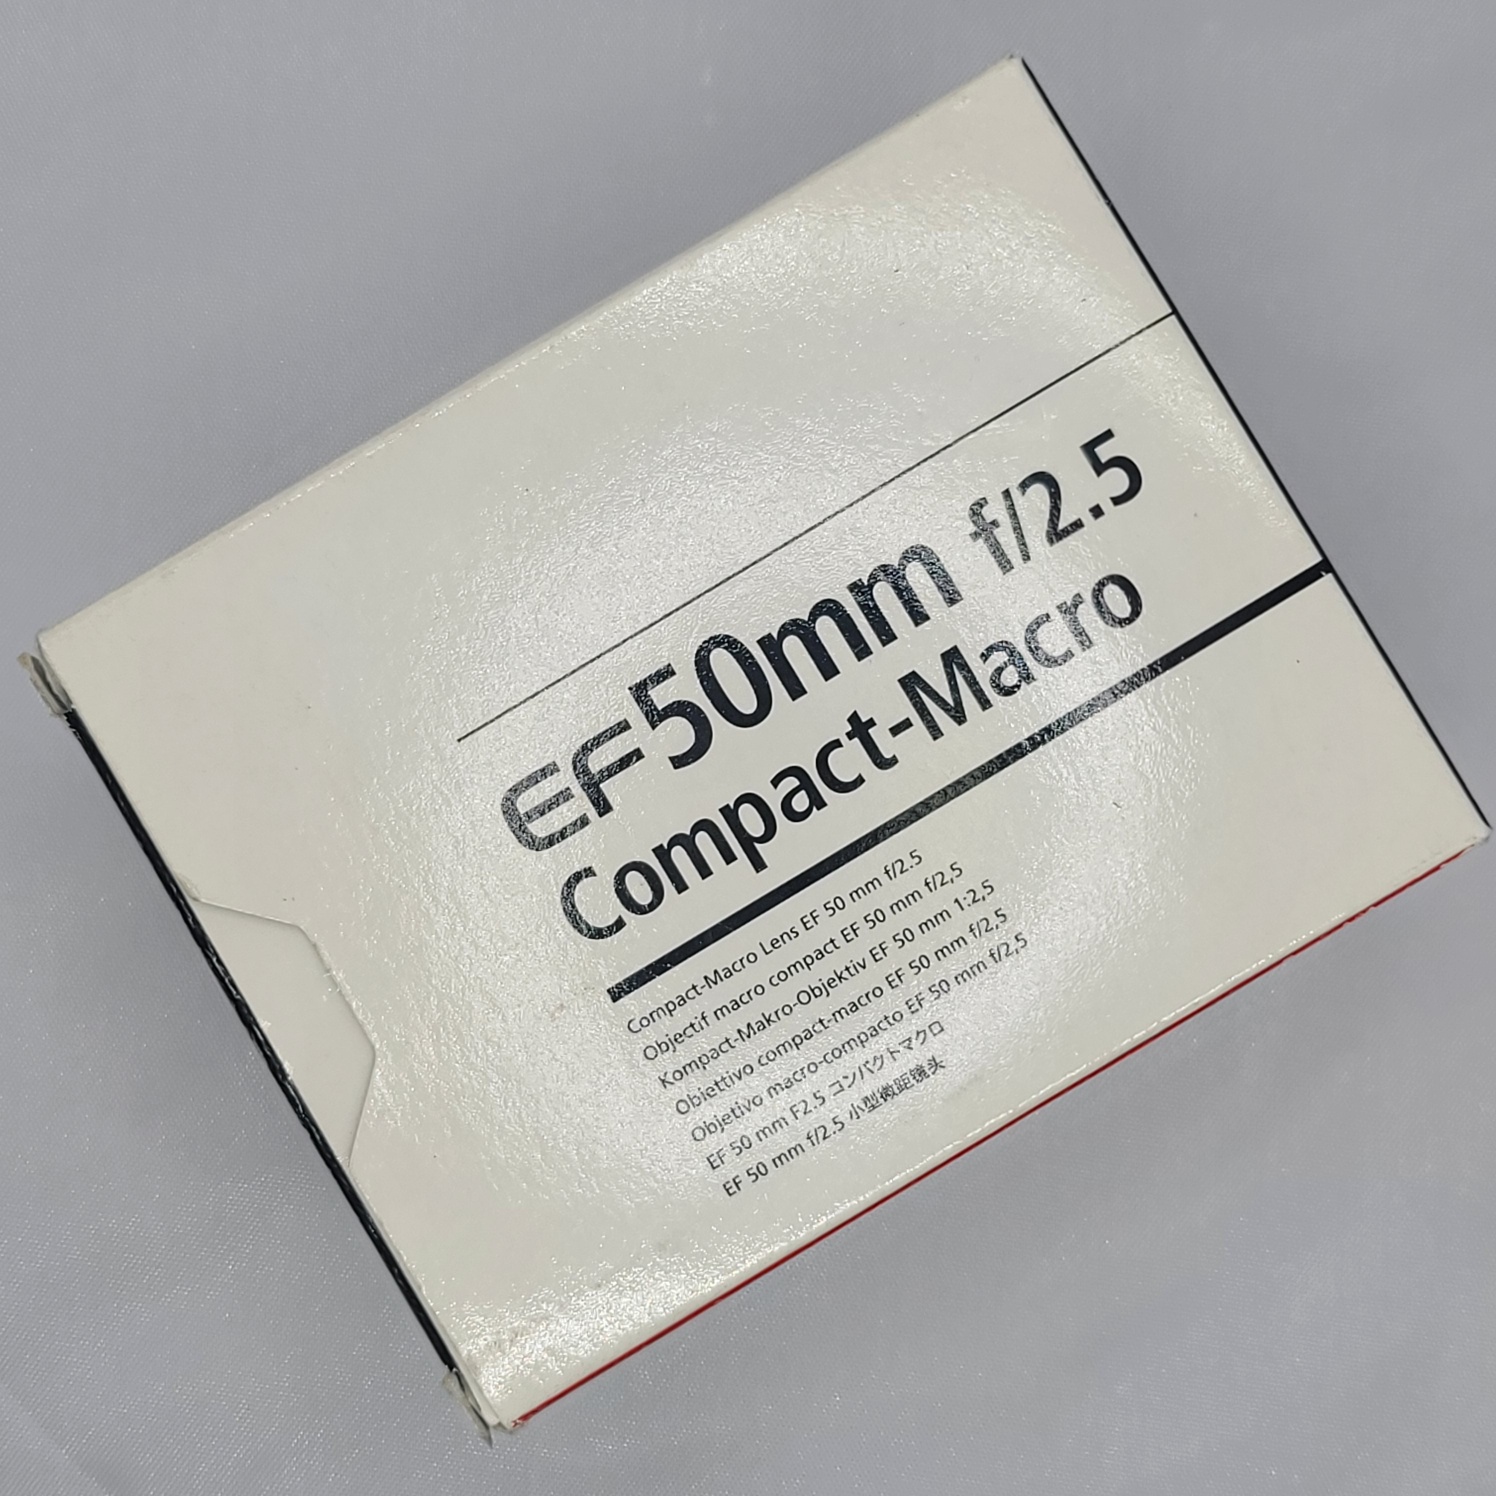 EF50mm f/2.5
Compact-Macro
Compact-Macro Lens EF 50 mm f/2.5
Objectif macro compact EF 50 mm f/2,5
Kompact-Makro-Objektiv EF 50 mm 1:2,5
Obiettivo compact-macro EF 50 mm f/2,5
Objetivo macro-compacto EF 50 mm f/2,5
EF 50 mm F2.5 コンパクトマクロ
EF 50 mm f/2.5 小型微距镜头